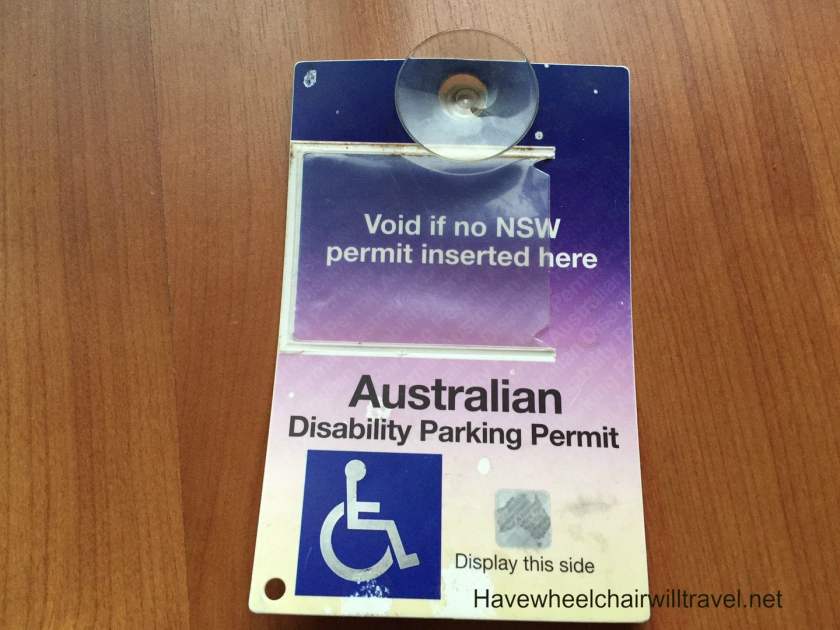 Void if no NSW
permit inserted here
Australian
Disability Parking Permit
Display this side
Havewheelchairwilltravel.net